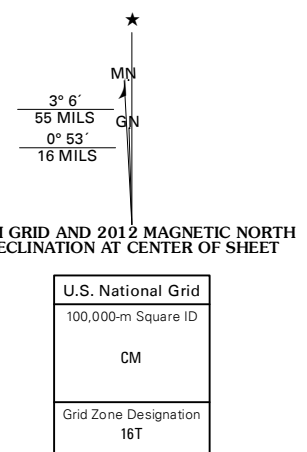 ★
MN
3° 6´
55 MILS
GN
0° 53´
16 MILS
GRID AND 2012 MAGNETIC NORTH
ECLINATION AT CENTER OF SHEET
U.S. National Grid
100,000-m Square ID
CM
Grid Zone Designation
16T